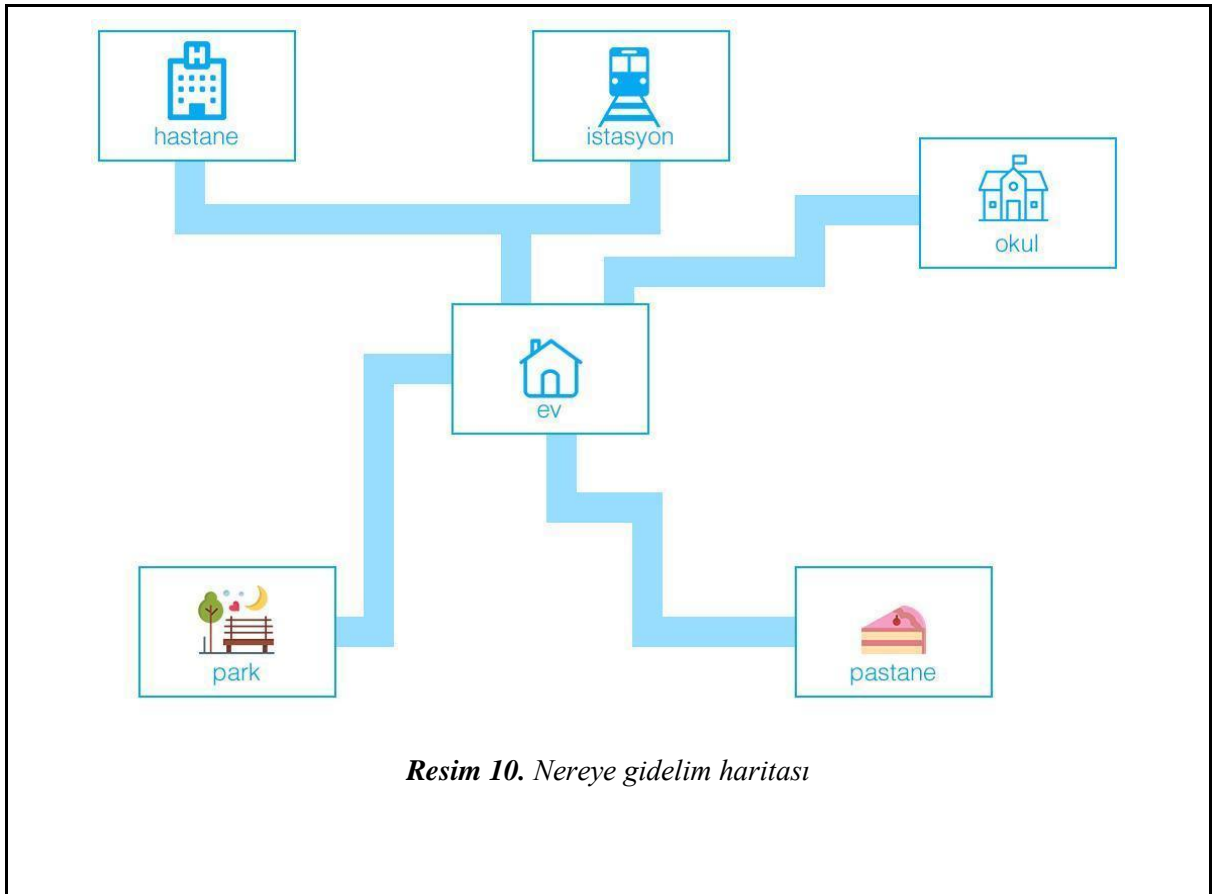 H
hastane
istasyon
okul
ev
park
pastane
Resim 10. Nereye gidelim haritası